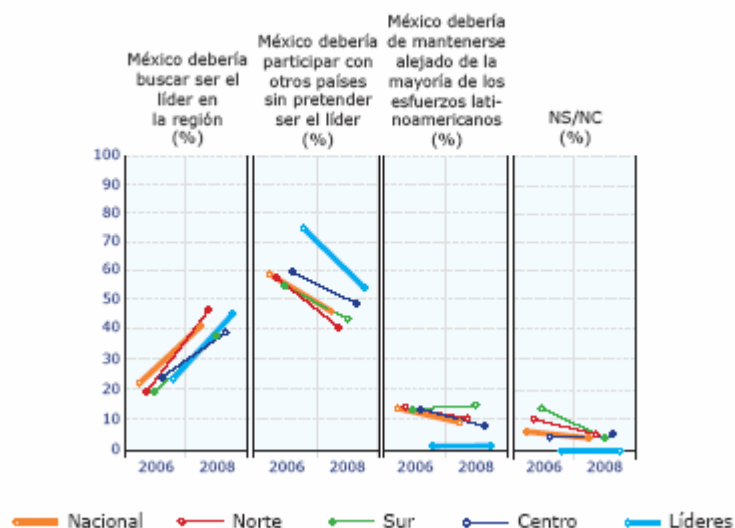 México debería
buscar ser el
líder en
la región
(%)
México debería
participar con
otros países
sin pretender
ser el líder
(%)
México debería
de mantenerse
alejado de la
mayoría de los
esfuerzos lati-
noamericanos
(%)
NS/NC
(%)
100
90
80
70
60
50
40
30
20
10
0
2006 2008 2006 2008 2006 2008 2006 2008
Nacional Norte Sur Centro Líderes